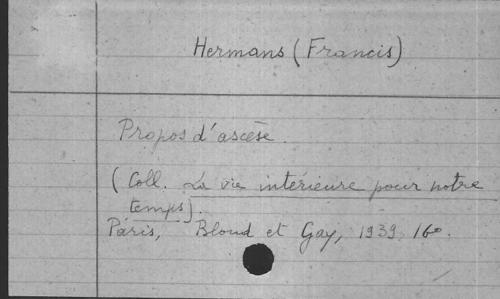 Hermans (Francis)
Propos d'ascèse.
(Coll. La vie intérieure pour notre
temps).
Paris, Bloud et Gay, 1939, 16°.